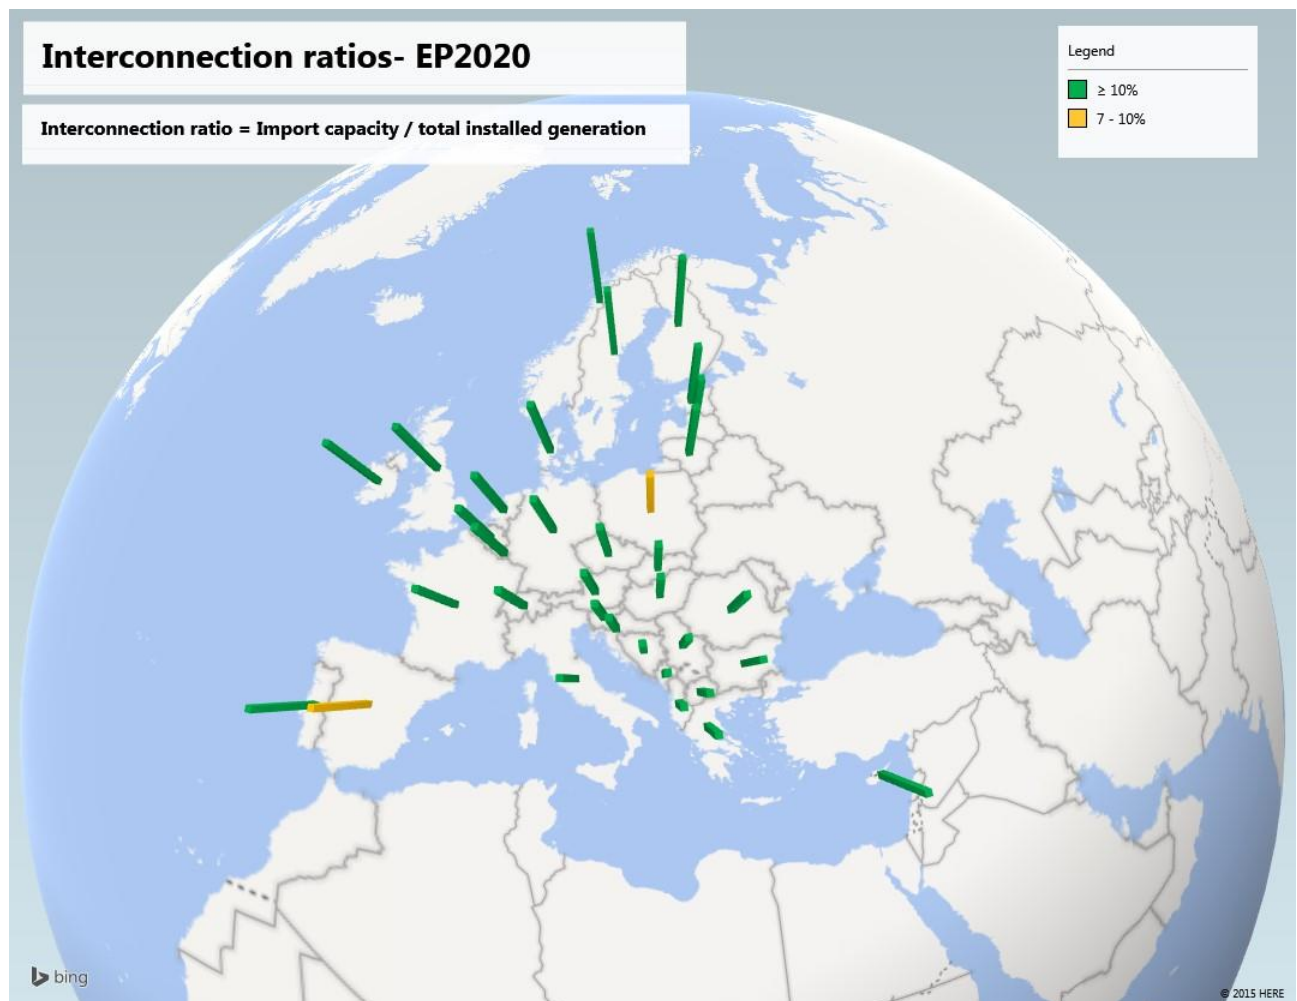 Interconnection ratios- EP2020
Interconnection ratio = Import capacity / total installed generation
Legend
≥ 10%
7 - 10%
bing
© 2015 HERE